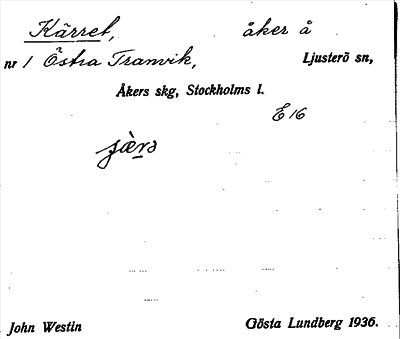 Kärret, åker å
nr 1 Östra Tranvik, Ljusterö sn,
Åkers skg, Stockholms l.
E 16
John Westin Gösta Lundberg 1936.